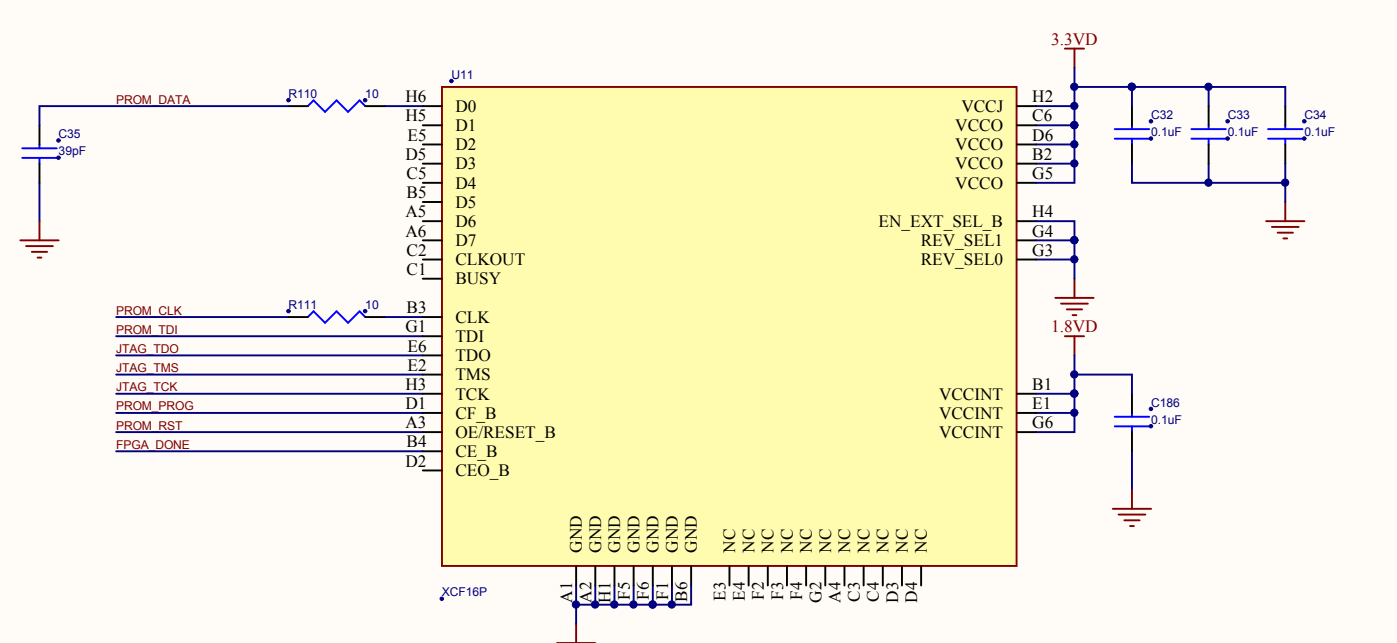 3.3VD
U11
PROM_DATA
R110
10
H6
D0
H5
D1
E5
D2
D5
D3
C5
D4
B5
D5
A5
D6
A6
D7
C2
CLKOUT
C1
BUSY
C35
39pF
PROM_CLK
R111
10
B3
CLK
PROM_TDI
G1
TDI
JTAG_TDO
E6
TDO
JTAG_TMS
E2
TMS
JTAG_TCK
H3
TCK
PROM_PROG
D1
CF_B
PROM_RST
A3
OE/RESET_B
FPGA_DONE
B4
CE_B
D2
CEO_B
VCCJ
H2
VCCO
C6
VCCO
D6
VCCO
B2
VCCO
G5
C32
0.1uF
C33
0.1uF
C34
0.1uF
EN_EXT_SEL_B
H4
REV_SEL1
G4
REV_SEL0
G3
1.8VD
VCCINT
B1
VCCINT
E1
VCCINT
G6
C186
0.1uF
GND
GND
GND
GND
GND
GND
GND
NC
NC
NC
NC
NC
NC
NC
NC
NC
NC
NC
A1
A2
H1
F5
F6
F1
B6
E3
E4
F2
F3
F4
G2
A4
C3
C4
D3
D4
XCF16P